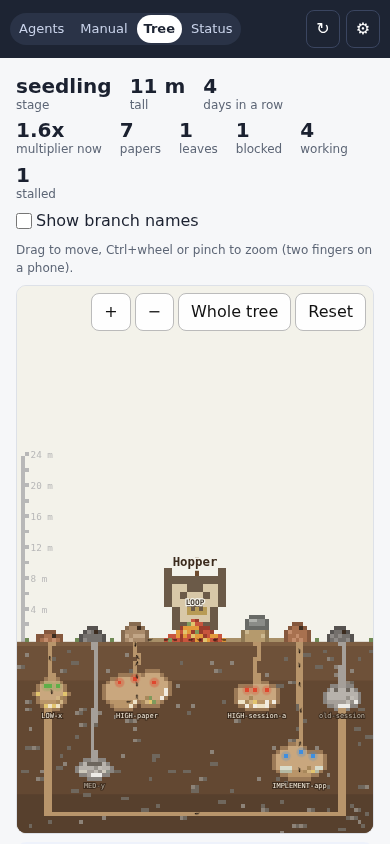 Agents Manual Tree Status ↻ ⚙
seedling 11 m 4
stage tall days in a row
1.6x 7 1 1 4
multiplier now papers leaves blocked working
1
stalled
Show branch names
Drag to move, Ctrl+wheel or pinch to zoom (two fingers on
a phone).
+ − Whole tree Reset
24 m
20 m
16 m
12 m
8 m
4 m
Hopper
LOOP
LOW-x HIGH-paper HIGH-session-a old session
MED y IMPLEMENT-app